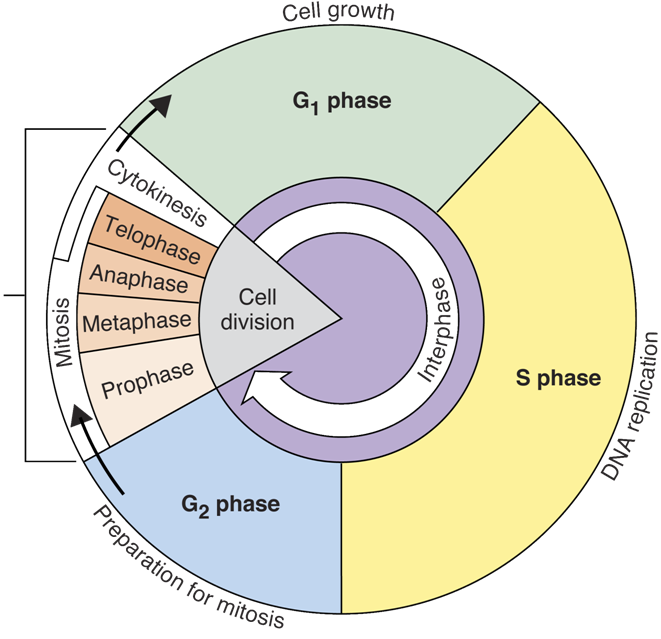 Cell growth
G₁ phase
Cytokinesis
Telophase
Anaphase
Metaphase
Prophase
Mitosis
Cell
division
Interphase
S phase
DNA replication
G₂ phase
Preparation for mitosis